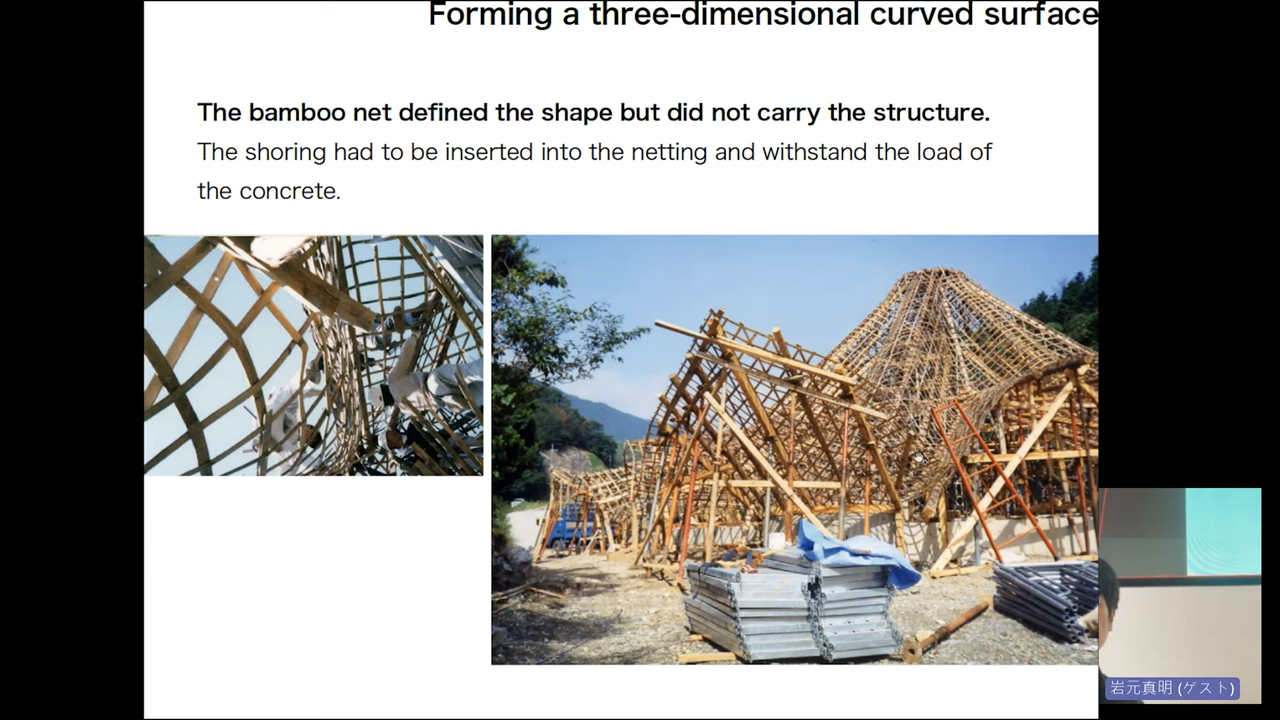 Forming a three-dimensional curved surface
The bamboo net defined the shape but did not carry the structure.
The shoring had to be inserted into the netting and withstand the load of
the concrete.
岩元真明 (ゲスト)